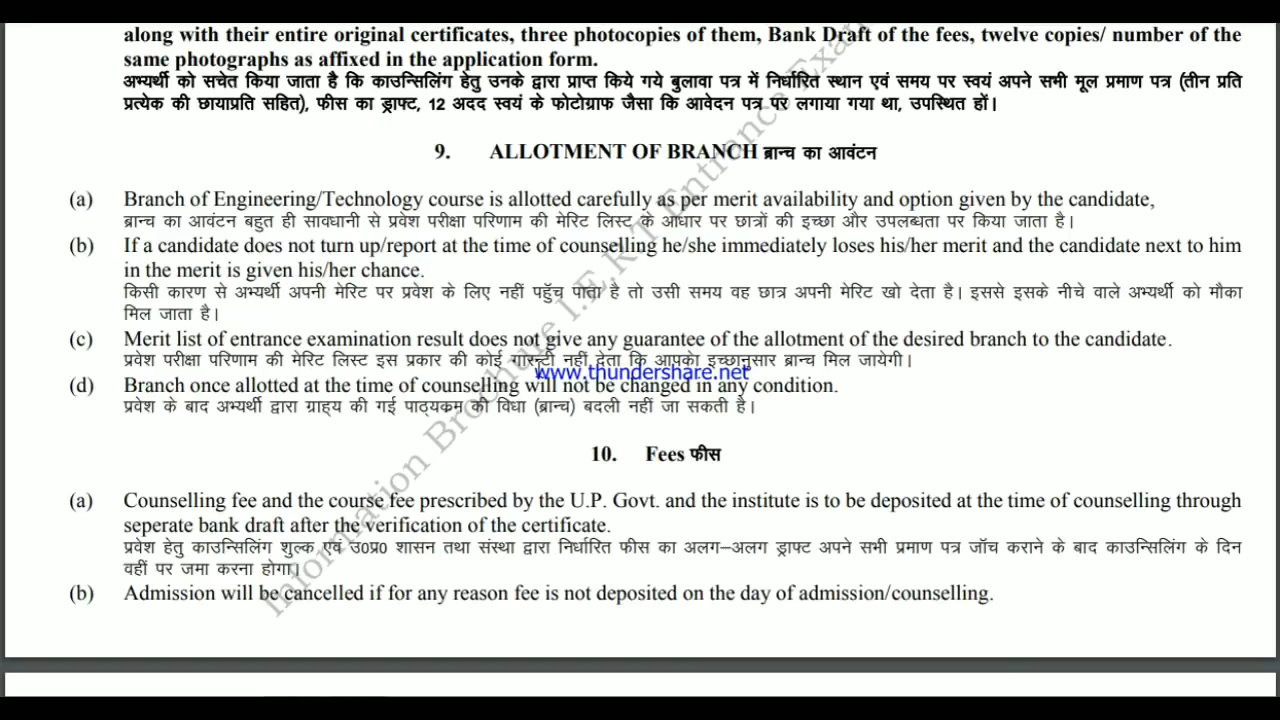 along with their entire original certificates, three photocopies of them, Bank Draft of the fees, twelve copies/ number of the
same photographs as affixed in the application form.
अभ्यर्थी को सचेत किया जाता है कि काउन्सिलिंग हेतु उनके द्वारा प्राप्त किये गये बुलावा पत्र में निर्धारित स्थान एवं समय पर स्वयं अपने सभी मूल प्रमाण पत्र (तीन प्रति
प्रत्येक की छायाप्रति सहित), फीस का ड्राफ्ट, 12 अदद स्वयं के फोटोग्राफ जैसा कि आवेदन पत्र पर लगाया गया था, उपस्थित हों।
9. ALLOTMENT OF BRANCH ब्रान्च का आवंटन
(a) Branch of Engineering/Technology course is allotted carefully as per merit availability and option given by the candidate,
ब्रान्च का आवंटन बहुत ही सावधानी से प्रवेश परीक्षा परिणाम की मेरिट लिस्ट के आधार पर छात्रों की इच्छा और उपलब्धता पर किया जाता है।
(b) If a candidate does not turn up/report at the time of counselling he/she immediately loses his/her merit and the candidate next to him
in the merit is given his/her chance.
किसी कारण से अभ्यर्थी अपनी मेरिट पर प्रवेश के लिए नहीं पहुँच पाता है तो उसी समय वह छात्र अपनी मेरिट खो देता है। इससे इसके नीचे वाले अभ्यर्थी को मौका
मिल जाता है।
(c) Merit list of entrance examination result does not give any guarantee of the allotment of the desired branch to the candidate.
प्रवेश परीक्षा परिणाम की मेरिट लिस्ट इस प्रकार की कोई गारन्टी नहीं देता कि आपको इच्छानुसार ब्रान्च मिल जायेगी।
www.thundershare.net
(d) Branch once allotted at the time of counselling will not be changed in any condition.
प्रवेश के बाद अभ्यर्थी द्वारा ग्राह्य की गई पाठ्यक्रम की विधा (ब्रान्च) बदली नहीं जा सकती है।
10. Fees फीस
(a) Counselling fee and the course fee prescribed by the U.P. Govt. and the institute is to be deposited at the time of counselling through
seperate bank draft after the verification of the certificate.
प्रवेश हेतु काउन्सिलिंग शुल्क एवं उ0प्र0 शासन तथा संस्था द्वारा निर्धारित फीस का अलग–अलग ड्राफ्ट अपने सभी प्रमाण पत्र जॉच कराने के बाद काउन्सिलिंग के दिन
वहीं पर जमा करना होगा।
(b) Admission will be cancelled if for any reason fee is not deposited on the day of admission/counselling.
Information Brochure I.E.R.T Entrance Exam